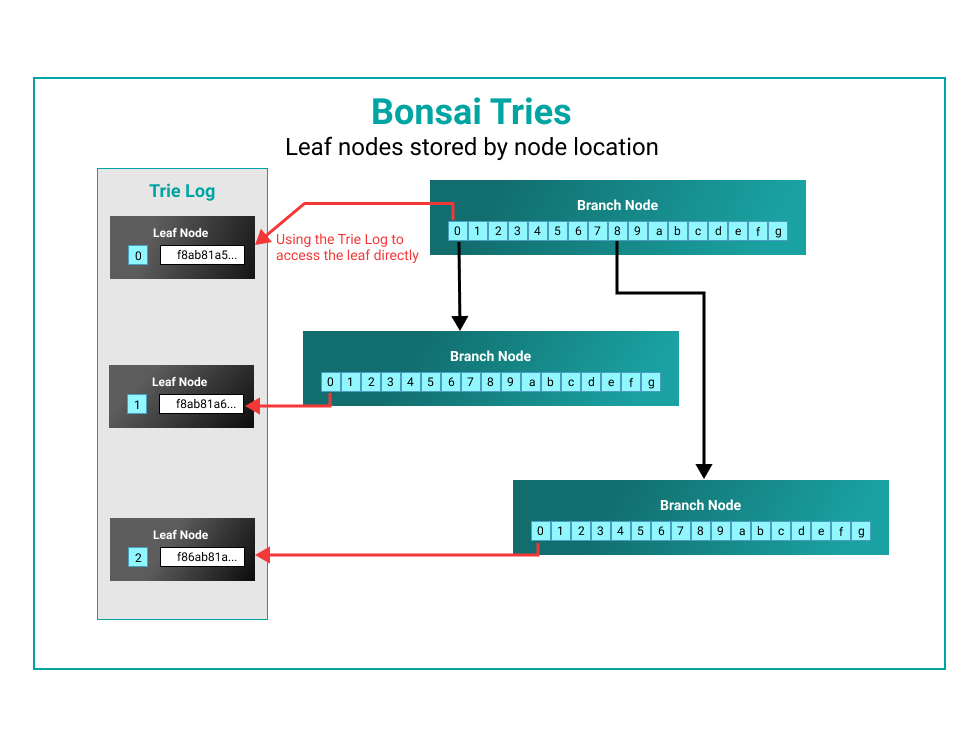 Bonsai Tries
Leaf nodes stored by node location
Trie Log
Branch Node
0 1 2 3 4 5 6 7 8 9 a b c d e f g
Leaf Node
0 f8ab81a5...
Using the Trie Log to
access the leaf directly
Branch Node
0 1 2 3 4 5 6 7 8 9 a b c d e f g
Leaf Node
1 f8ab81a6...
Branch Node
0 1 2 3 4 5 6 7 8 9 a b c d e f g
Leaf Node
2 f86ab81a...